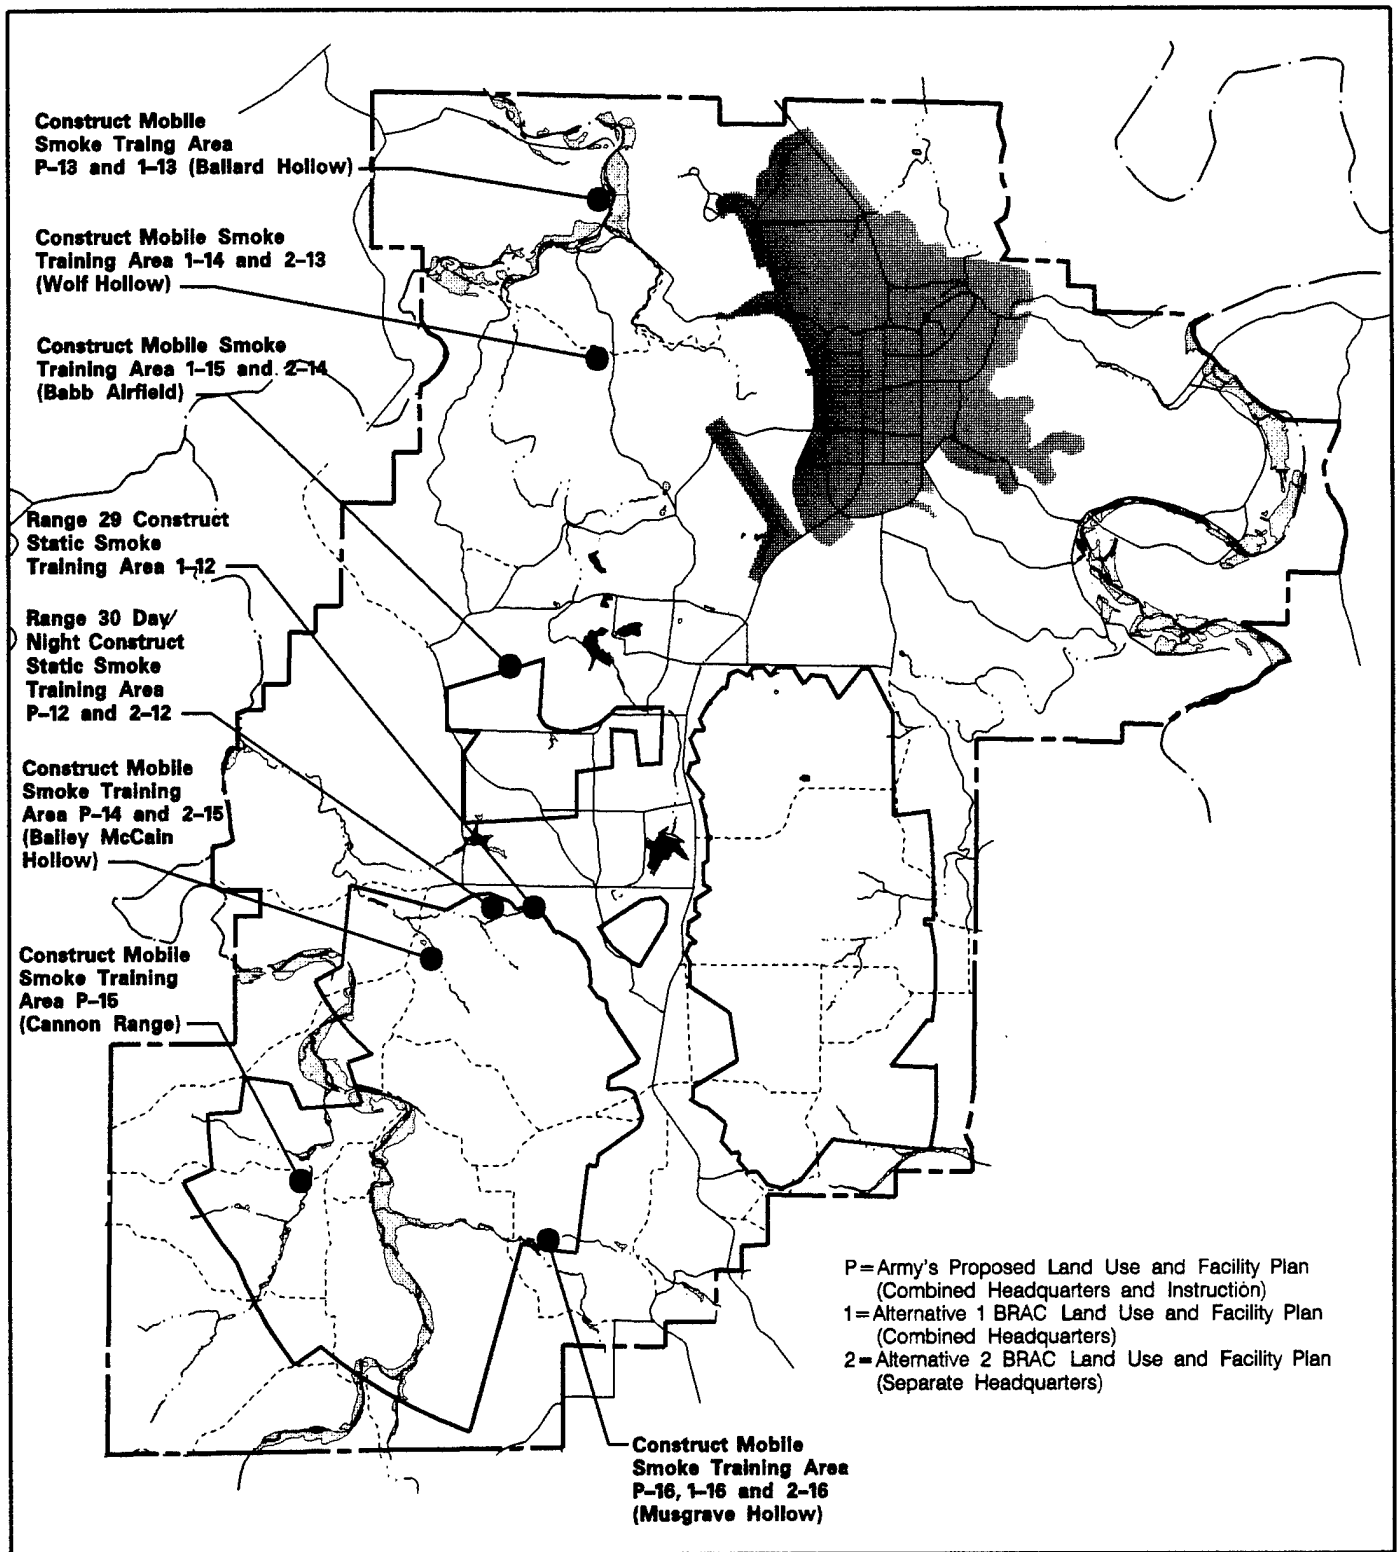 Construct Mobile
Smoke Traing Area
P-13 and 1-13 (Ballard Hollow)
Construct Mobile Smoke
Training Area 1-14 and 2-13
(Wolf Hollow)
Construct Mobile Smoke
Training Area 1-15 and 2-14
(Babb Airfield)
Range 29 Construct
Static Smoke
Training Area 1-12
Range 30 Day/
Night Construct
Static Smoke
Training Area
P-12 and 2-12
Construct Mobile
Smoke Training
Area P-14 and 2-15
(Bailey McCain
Hollow)
Construct Mobile
Smoke Training
Area P-15
(Cannon Range)
P=Army's Proposed Land Use and Facility Plan
(Combined Headquarters and Instruction)
1=Alternative 1 BRAC Land Use and Facility Plan
(Combined Headquarters)
2=Alternative 2 BRAC Land Use and Facility Plan
(Separate Headquarters)
Construct Mobile
Smoke Training Area
P-16, 1-16 and 2-16
(Musgrave Hollow)